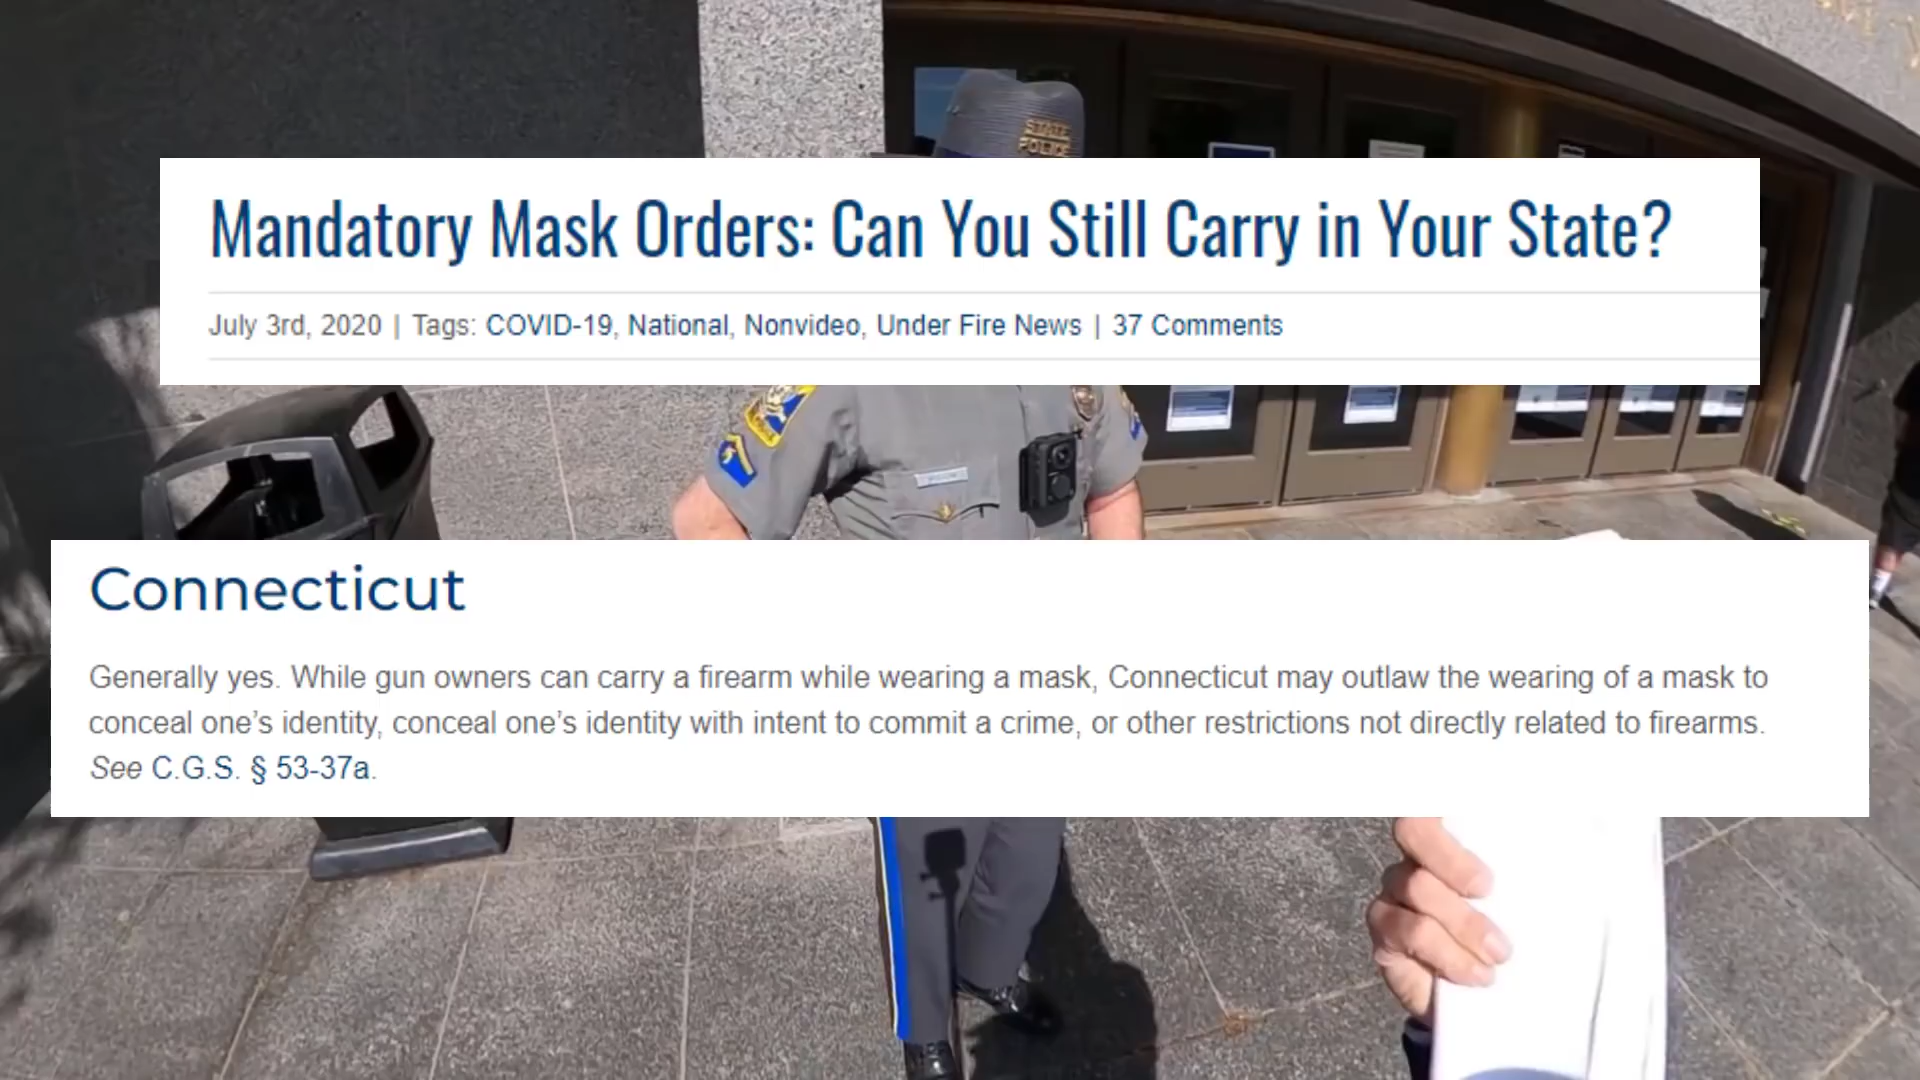 STATE
POLICE
Mandatory Mask Orders: Can You Still Carry in Your State?
July 3rd, 2020 | Tags: COVID-19, National, Nonvideo, Under Fire News | 37 Comments
Connecticut
Generally yes. While gun owners can carry a firearm while wearing a mask, Connecticut may outlaw the wearing of a mask to
conceal one’s identity, conceal one’s identity with intent to commit a crime, or other restrictions not directly related to firearms.
See C.G.S. § 53-37a.